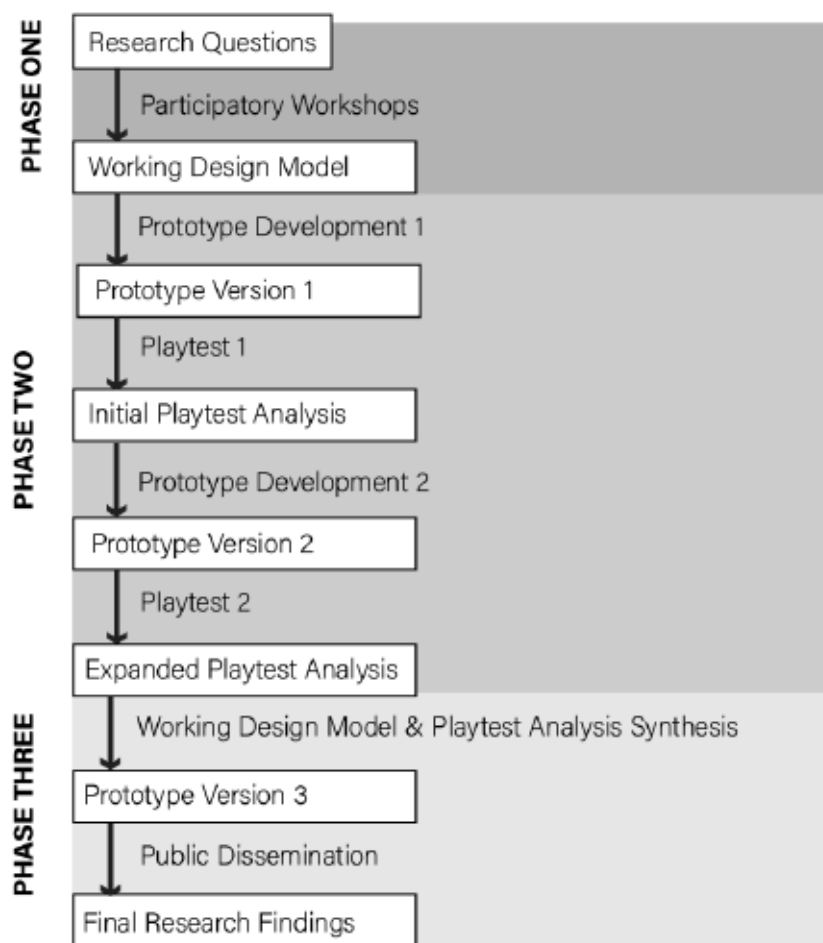 PHASE ONE
Research Questions
Participatory Workshops
Working Design Model
PHASE TWO
Prototype Development 1
Prototype Version 1
Playtest 1
Initial Playtest Analysis
Prototype Development 2
Prototype Version 2
Playtest 2
Expanded Playtest Analysis
PHASE THREE
Working Design Model & Playtest Analysis Synthesis
Prototype Version 3
Public Dissemination
Final Research Findings